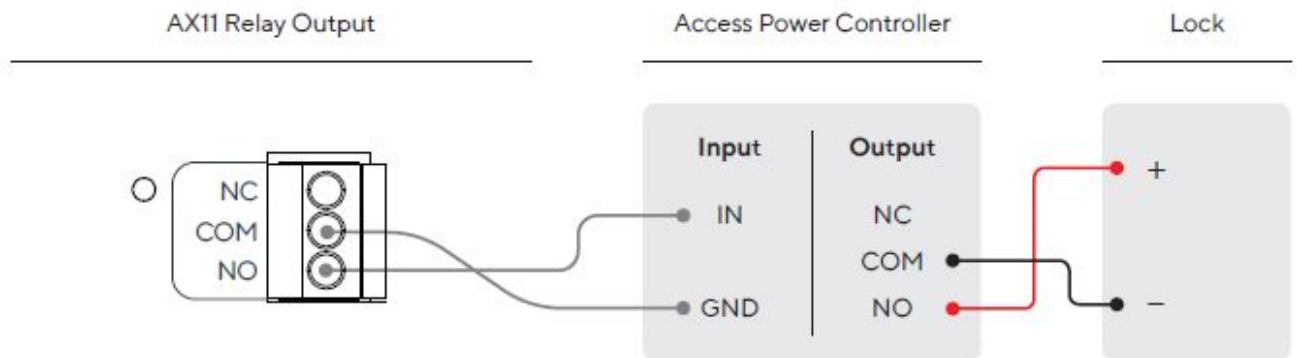 AX11 Relay Output
Access Power Controller
Lock
NC
COM
NO
Input
Output
IN
NC
COM
GND
NO
+
−